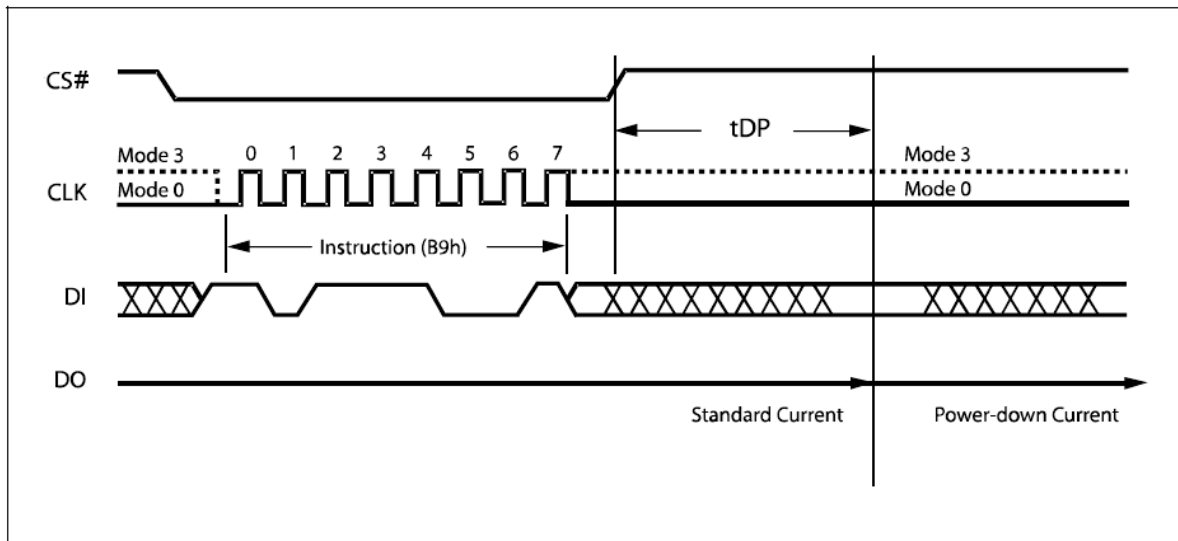 CS#
tDP
Mode 3
0 1 2 3 4 5 6 7
Mode 3
CLK
Mode 0
Mode 0
Instruction (B9h)
DI
DO
Standard Current
Power-down Current